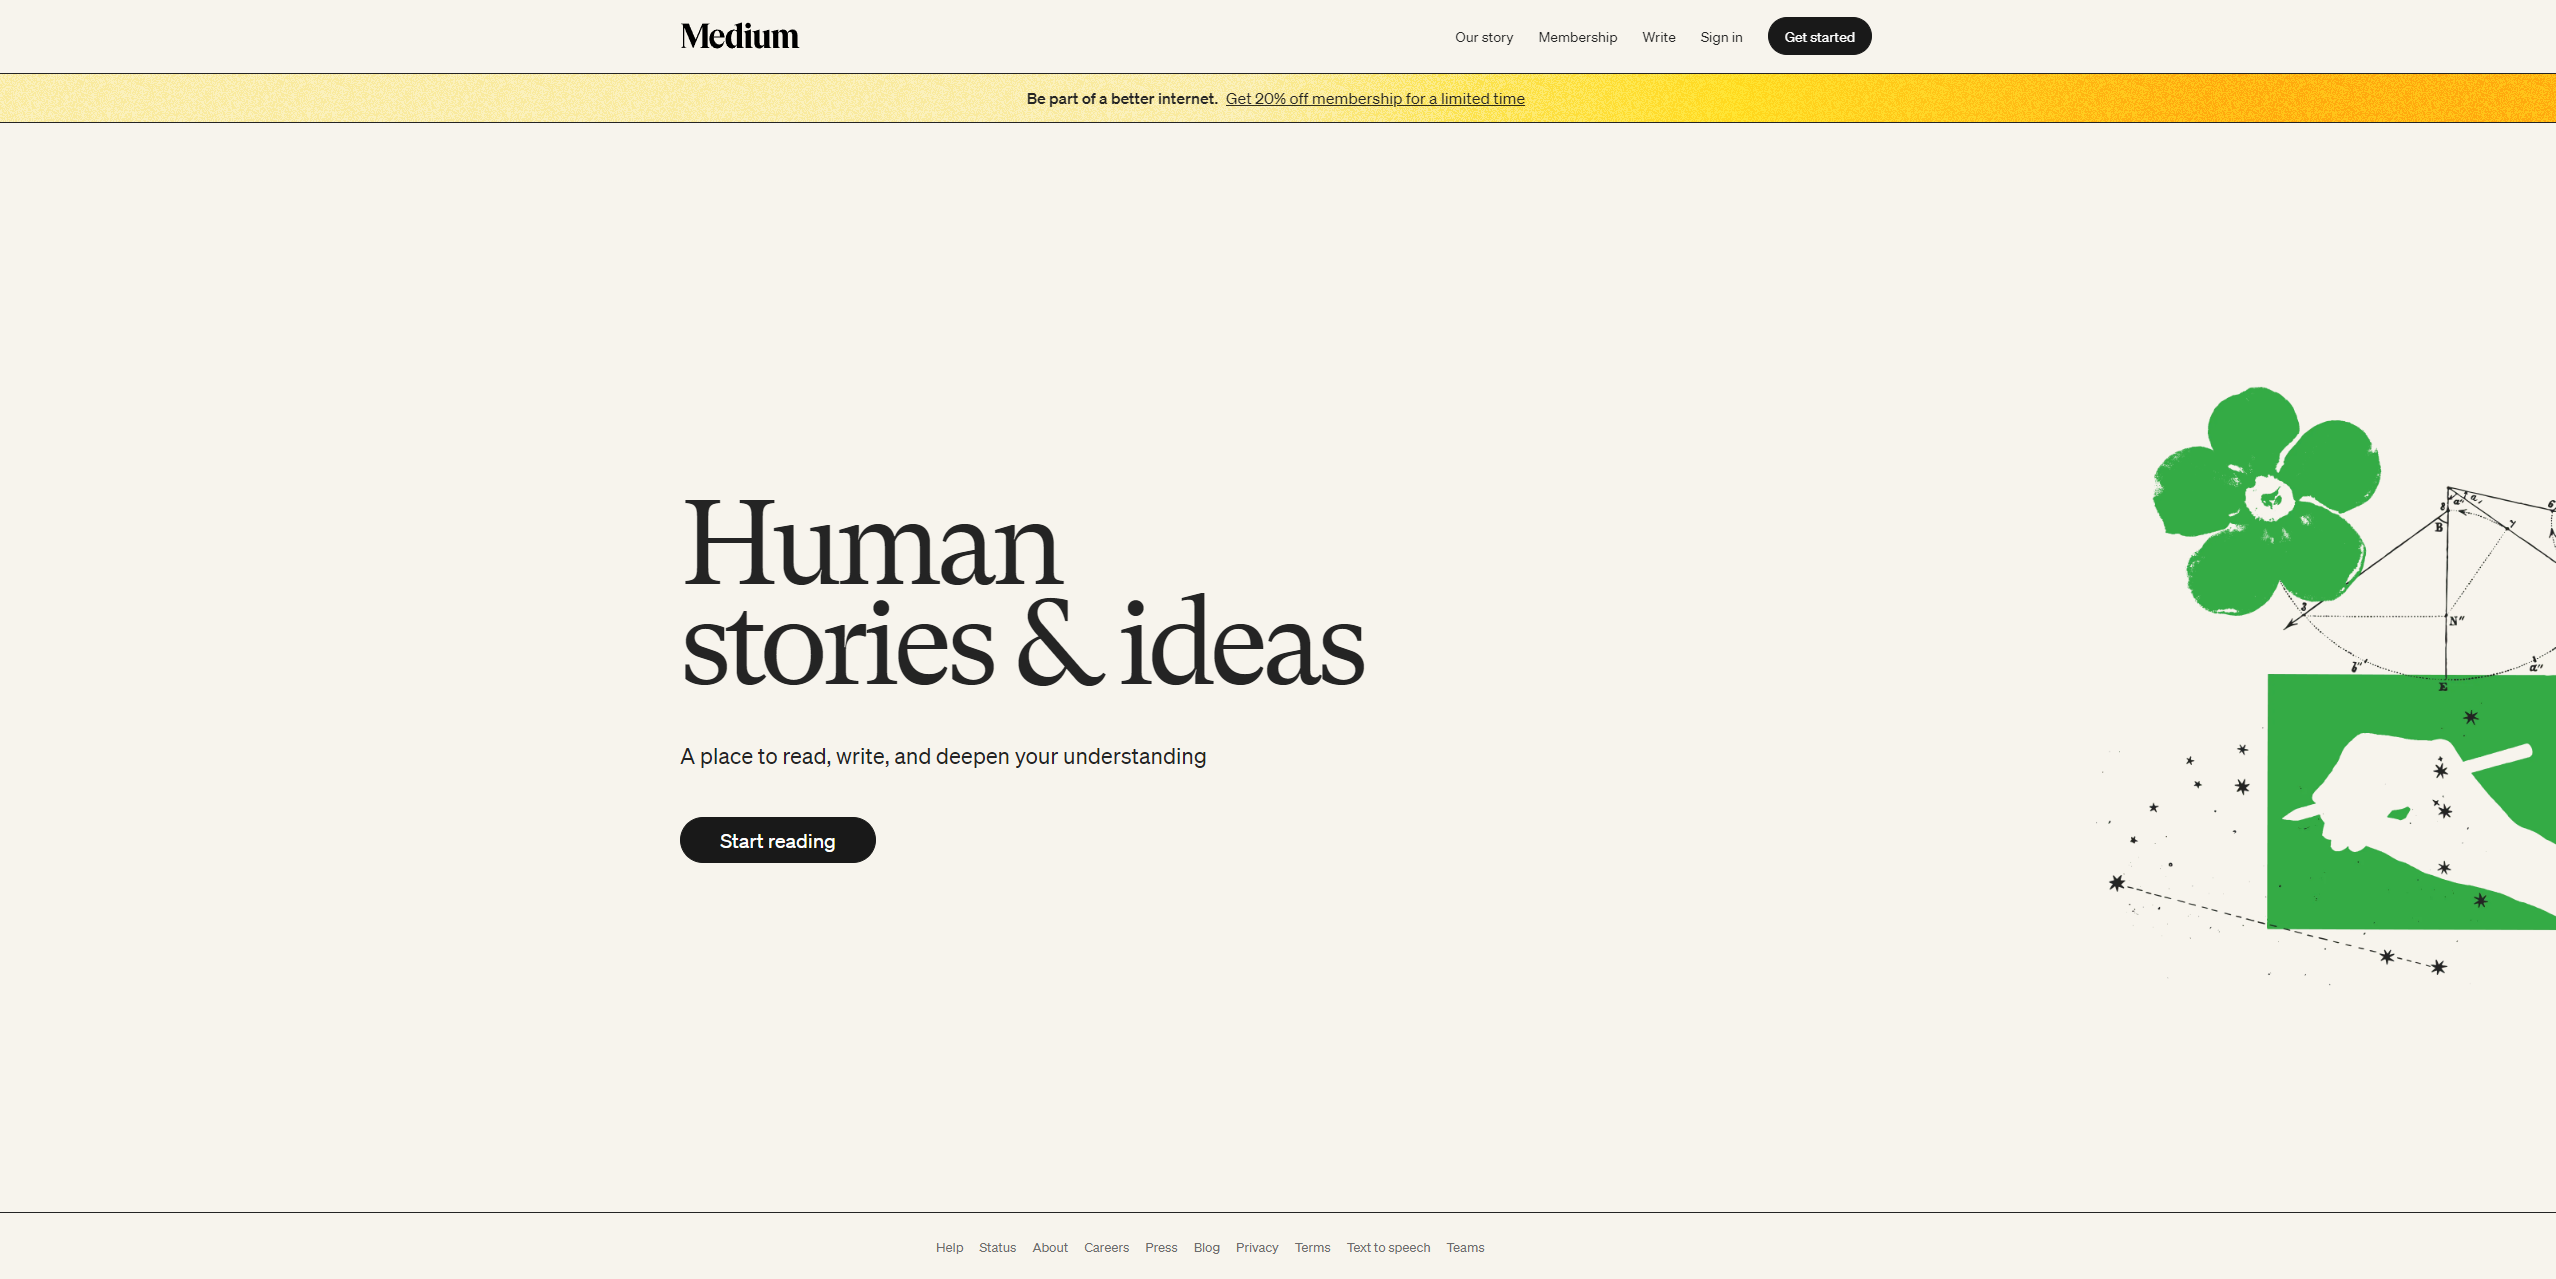 Medium
Our story Membership Write Sign in Get started
Be part of a better internet. Get 20% off membership for a limited time
Human
stories & ideas
A place to read, write, and deepen your understanding
Start reading
B
N″
b″
a″
E
Help Status About Careers Press Blog Privacy Terms Text to speech Teams